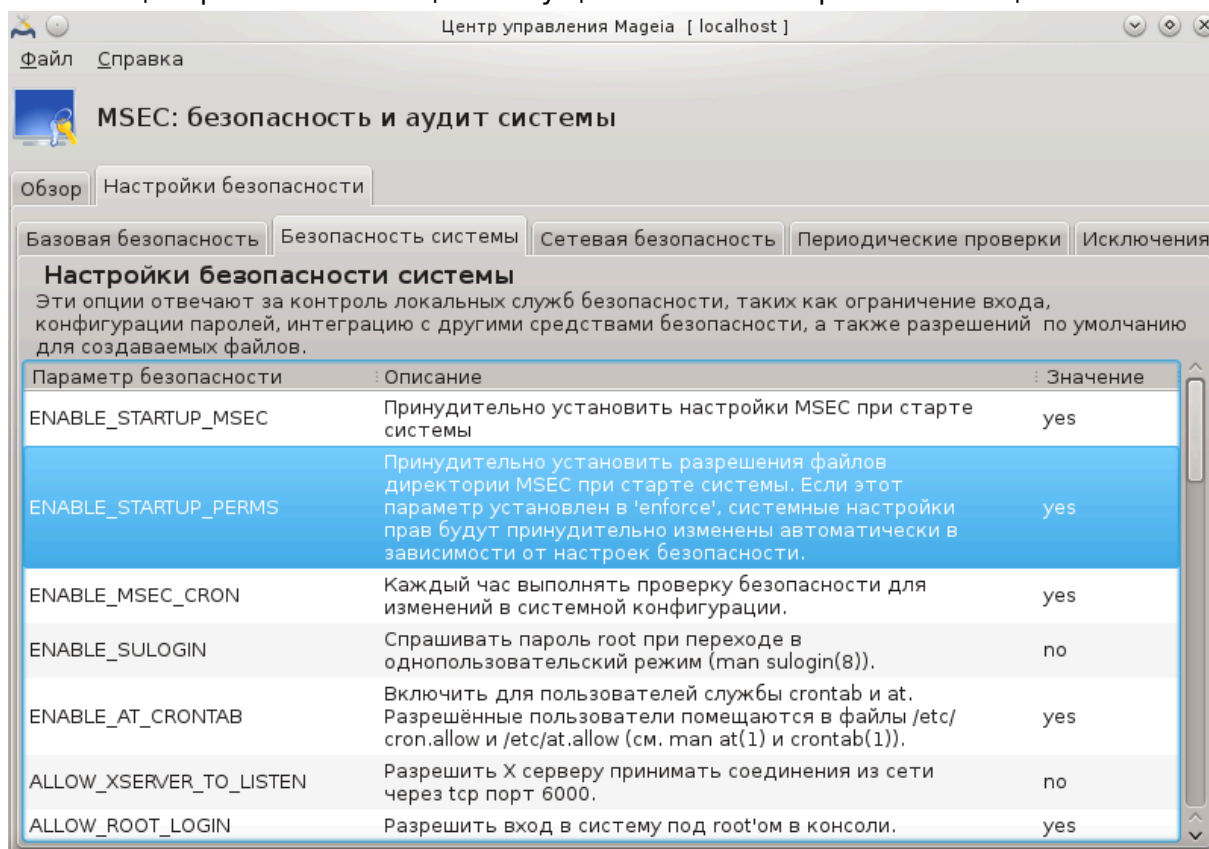 Центр управления Mageia [ localhost ]
Файл Справка
MSEC: безопасность и аудит системы
Обзор Настройки безопасности
Базовая безопасность Безопасность системы Сетевая безопасность Периодические проверки Исключения
Настройки безопасности системы
Эти опции отвечают за контроль локальных служб безопасности, таких как ограничение входа,
конфигурации паролей, интеграцию с другими средствами безопасности, а также разрешений по умолчанию
для создаваемых файлов.
Параметр безопасности Описание Значение
ENABLE_STARTUP_MSEC
Принудительно установить настройки MSEC при старте
системы
yes
ENABLE_STARTUP_PERMS
Принудительно установить разрешения файлов
директории MSEC при старте системы. Если этот
параметр установлен в 'enforce', системные настройки
прав будут принудительно изменены автоматически в
зависимости от настроек безопасности.
yes
ENABLE_MSEC_CRON
Каждый час выполнять проверку безопасности для
изменений в системной конфигурации.
yes
ENABLE_SULOGIN
Спрашивать пароль root при переходе в
однопользовательский режим (man sulogin(8)).
no
ENABLE_AT_CRONTAB
Включить для пользователей службы crontab и at.
Разрешённые пользователи помещаются в файлы /etc/
cron.allow и /etc/at.allow (см. man at(1) и crontab(1)).
yes
ALLOW_XSERVER_TO_LISTEN
Разрешить X серверу принимать соединения из сети
через tcp порт 6000.
no
ALLOW_ROOT_LOGIN Разрешить вход в систему под root'ом в консоли. yes